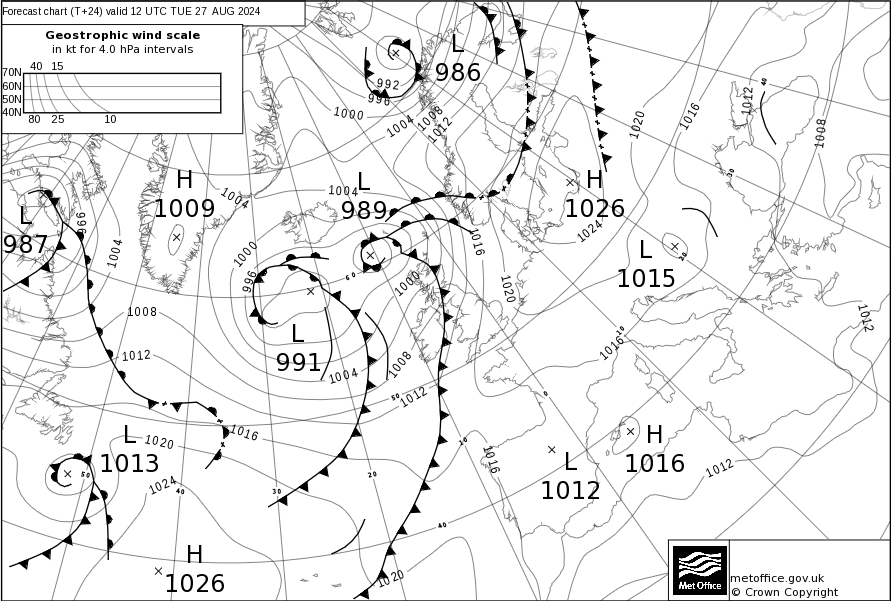 Forecast chart (T+24) valid 12 UTC TUE 27 AUG 2024
Geostrophic wind scale
in kt for 4.0 hPa intervals
40 15
70N
60N
50N
40N
80 25 10
L
986
992
996
1000
1004
1008
1012
1012
1016
1020
1008
40
30
H
1009
1004
L
989
1004
H
1026
1024
L
987
996
1004
1000
996
60
1000
1016
1020
L
1015
20
L
991
1008
1012
1004
1008
1012
50
1016
10
1012
0
L
1013
1020
1016
1024
50
40
30
20
10
40
1016
L
1012
H
1016
1012
H
1026
1020
metoffice.gov.uk
© Crown Copyright
Met Office